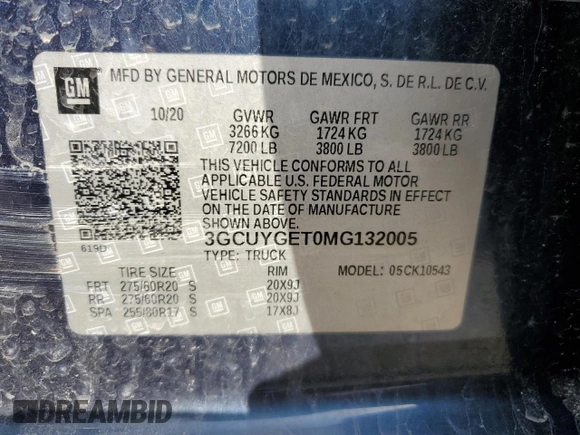 GM
MFD BY GENERAL MOTORS DE MEXICO, S. DE R.L. DE C.V.
10/20 GVWR GAWR FRT GAWR RR
3266 KG 1724 KG 1724 KG
7200 LB 3800 LB 3800 LB
THIS VEHICLE CONFORMS TO ALL
APPLICABLE U.S. FEDERAL MOTOR
VEHICLE SAFETY STANDARDS IN EFFECT
ON THE DATE OF MANUFACTURE
SHOWN ABOVE.
619D 3GCUYGET0MG132005
TYPE: TRUCK MODEL: 05CK10543
TIRE SIZE RIM
FRT 275/60R20 S 20X9J
RR 275/60R20 S 20X9J
SPA 255/80R17 S 17X8J
DREAMBID